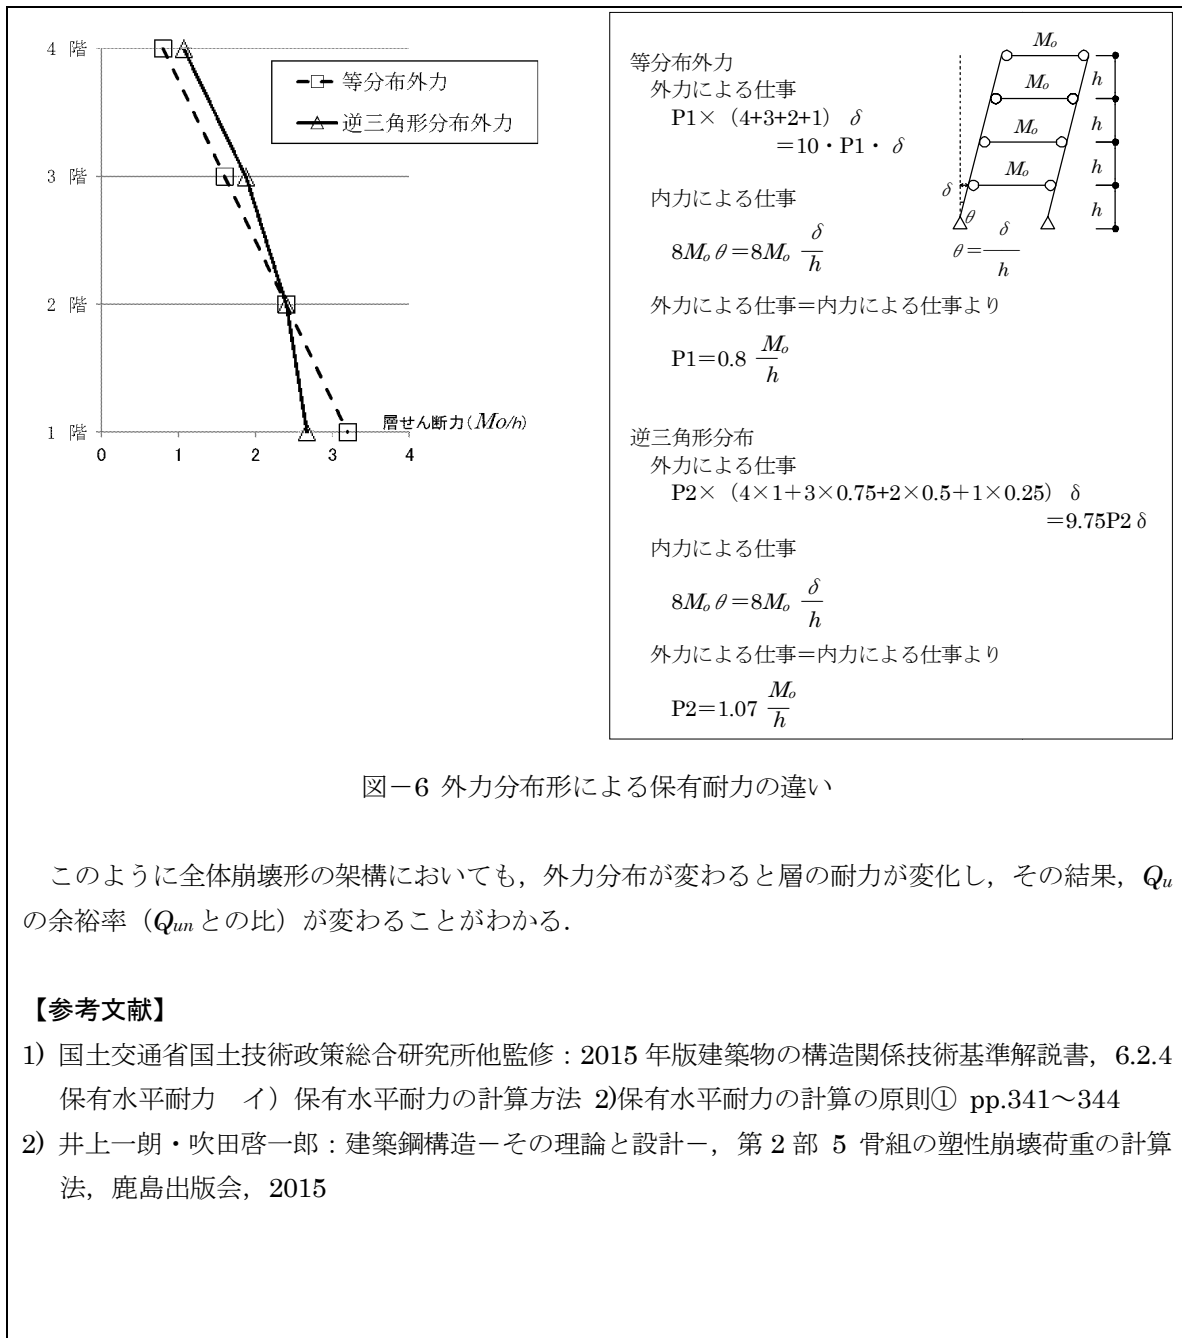 4 階
3 階
2 階
1 階
0 1 2 3 4
等分布外力
逆三角形分布外力
層せん断力(Mo/h)
等分布外力
外力による仕事
P1×（4+3+2+1）δ
＝10・P1・δ
内力による仕事
8Mo θ＝8Mo δ/h
外力による仕事＝内力による仕事より
P1＝0.8 Mo/h
逆三角形分布
外力による仕事
P2×（4×1＋3×0.75+2×0.5＋1×0.25）δ
＝9.75P2 δ
内力による仕事
8Mo θ＝8Mo δ/h
外力による仕事＝内力による仕事より
P2＝1.07 Mo/h
Mo
Mo
Mo
Mo
h
h
h
h
δ
θ
θ＝δ/h
図－6 外力分布形による保有耐力の違い
このように全体崩壊形の架構においても，外力分布が変わると層の耐力が変化し，その結果，Qu
の余裕率（Qunとの比）が変わることがわかる．
【参考文献】
1) 国土交通省国土技術政策総合研究所他監修：2015 年版建築物の構造関係技術基準解説書，6.2.4
保有水平耐力　イ）保有水平耐力の計算方法 2)保有水平耐力の計算の原則① pp.341～344
2) 井上一朗・吹田啓一郎：建築鋼構造－その理論と設計－，第 2 部 5 骨組の塑性崩壊荷重の計算
法，鹿島出版会，2015